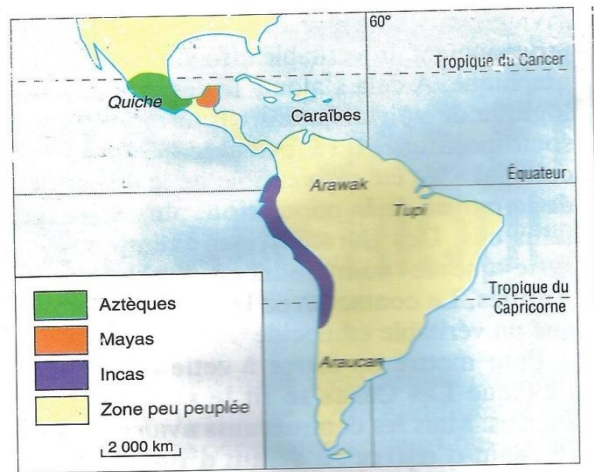 60°
Tropique du Cancer
Quiche
Caraïbes
Équateur
Arawak
Tupi
Tropique du
Capricorne
Araucan
Aztèques
Mayas
Incas
Zone peu peuplée
2 000 km